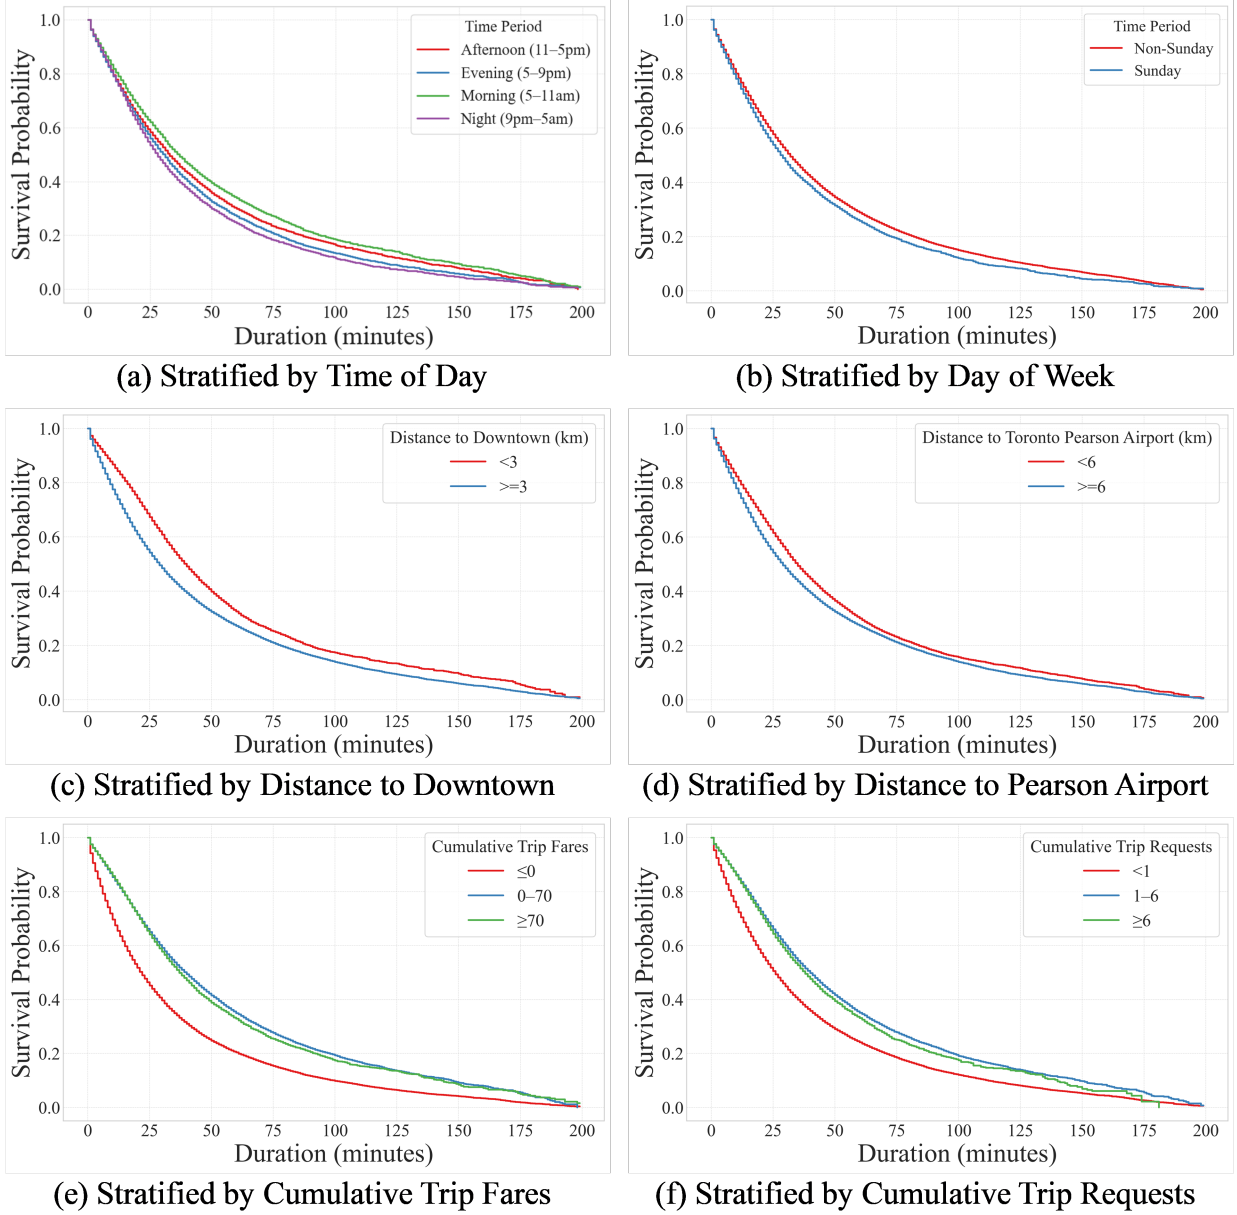 1.0
0.8
0.6
0.4
0.2
0.0
Survival Probability
Time Period
Afternoon (11–5pm)
Evening (5–9pm)
Morning (5–11am)
Night (9pm–5am)
0 25 50 75 100 125 150 175 200
Duration (minutes)
(a) Stratified by Time of Day
1.0
0.8
0.6
0.4
0.2
0.0
Survival Probability
Time Period
Non-Sunday
Sunday
0 25 50 75 100 125 150 175 200
Duration (minutes)
(b) Stratified by Day of Week
1.0
0.8
0.6
0.4
0.2
0.0
Survival Probability
Distance to Downtown (km)
<3
>=3
0 25 50 75 100 125 150 175 200
Duration (minutes)
(c) Stratified by Distance to Downtown
1.0
0.8
0.6
0.4
0.2
0.0
Survival Probability
Distance to Toronto Pearson Airport (km)
<6
>=6
0 25 50 75 100 125 150 175 200
Duration (minutes)
(d) Stratified by Distance to Pearson Airport
1.0
0.8
0.6
0.4
0.2
0.0
Survival Probability
Cumulative Trip Fares
≤0
0–70
≥70
0 25 50 75 100 125 150 175 200
Duration (minutes)
(e) Stratified by Cumulative Trip Fares
1.0
0.8
0.6
0.4
0.2
0.0
Survival Probability
Cumulative Trip Requests
<1
1–6
≥6
0 25 50 75 100 125 150 175 200
Duration (minutes)
(f) Stratified by Cumulative Trip Requests